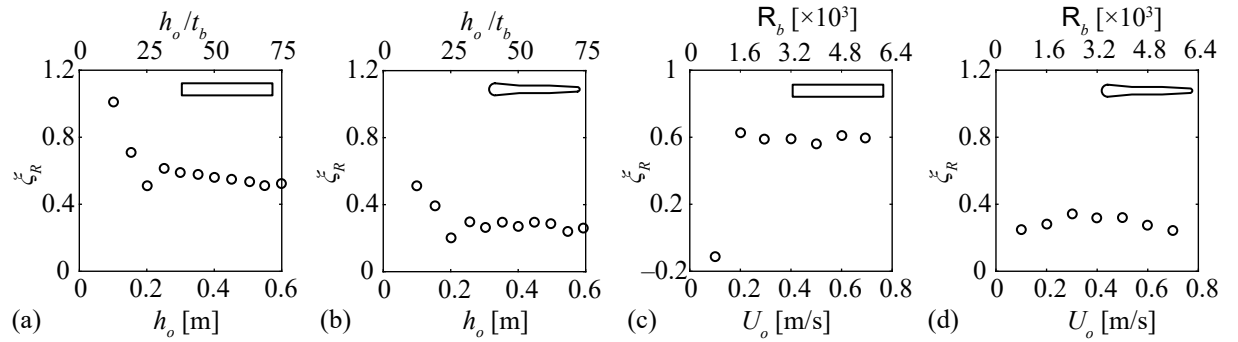 h_o/t_b
0 25 50 75
1.2
0.8
0.4
0
ξ_R
0 0.2 0.4 0.6
(a)
h_o [m]
h_o/t_b
0 25 50 75
1.2
0.8
0.4
0
ξ_R
0 0.2 0.4 0.6
(b)
h_o [m]
R_b [×10³]
0 1.6 3.2 4.8 6.4
1
0.6
0.2
−0.2
ξ_R
0 0.2 0.4 0.6 0.8
(c)
U_o [m/s]
R_b [×10³]
0 1.6 3.2 4.8 6.4
1.2
0.8
0.4
0
ξ_R
0 0.2 0.4 0.6 0.8
(d)
U_o [m/s]